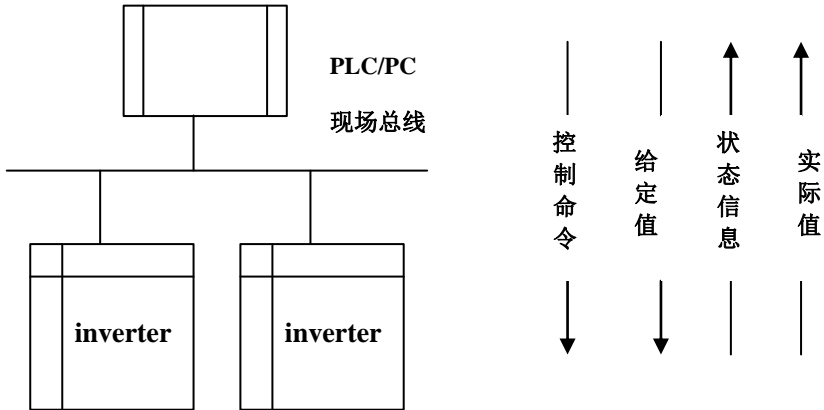 PLC/PC
现场总线
inverter
inverter
控制命令
给定值
状态信息
实际值